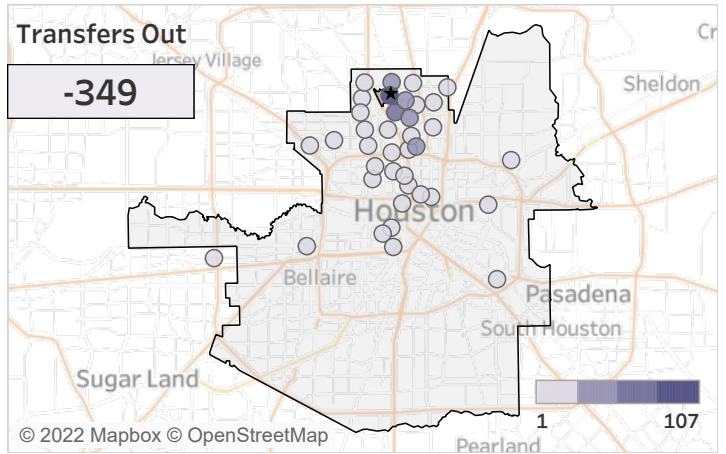 Transfers Out
-349
Jersey Village
Cr
Sheldon
Houston
Bellaire
Pasadena
South Houston
Sugar Land
1 107
© 2022 Mapbox © OpenStreetMap
Pearland